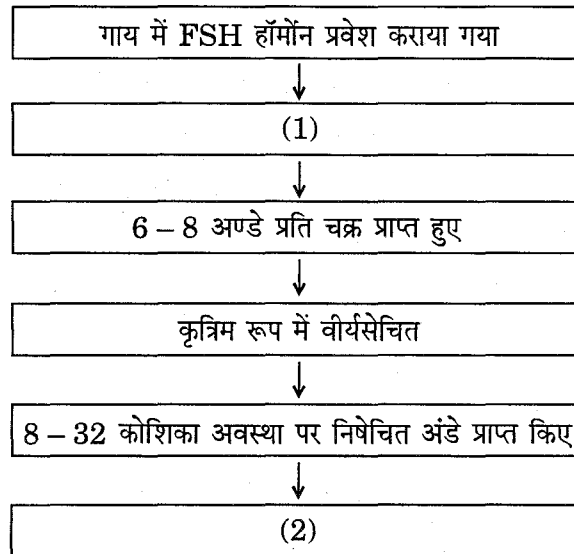 गाय में FSH हॉर्मोन प्रवेश कराया गया
(1)
6 – 8 अण्डे प्रति चक्र प्राप्त हुए
कृत्रिम रूप में वीर्यसेचित
8 – 32 कोशिका अवस्था पर निषेचित अंडे प्राप्त किए
(2)